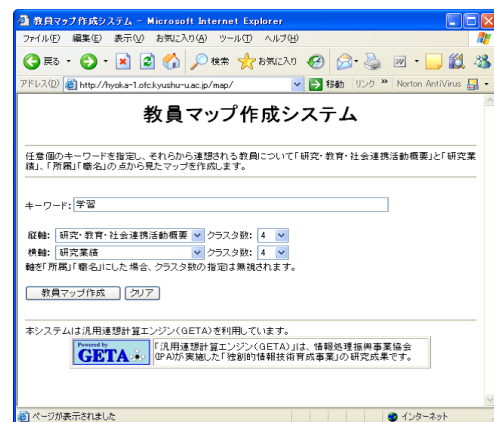 教員マップ作成システム - Microsoft Internet Explorer
ファイル(F) 編集(E) 表示(V) お気に入り(A) ツール(T) ヘルプ(H)
戻る 検索 お気に入り
アドレス(D) http://hyoka-1.ofc.kyushu-u.ac.jp/map/ 移動 リンク » Norton AntiVirus
教員マップ作成システム
任意個のキーワードを指定し、それらから連想される教員について「研究・教育・社会連携活動概要」と「研究業
績」、「所属」「職名」の点から見たマップを作成します。
キーワード: 学習
縦軸: 研究・教育・社会連携活動概要 クラスタ数: 4
横軸: 研究業績 クラスタ数: 4
軸を「所属」「職名」にした場合、クラスタ数の指定は無視されます。
教員マップ作成 クリア
本システムは汎用連想計算エンジン(GETA)を利用しています。
Powered by
GETA
「汎用連想計算エンジン(GETA)」は、情報処理振興事業協会
(IPA)が実施した「独創的情報技術育成事業」の研究成果です。
ページが表示されました インターネット